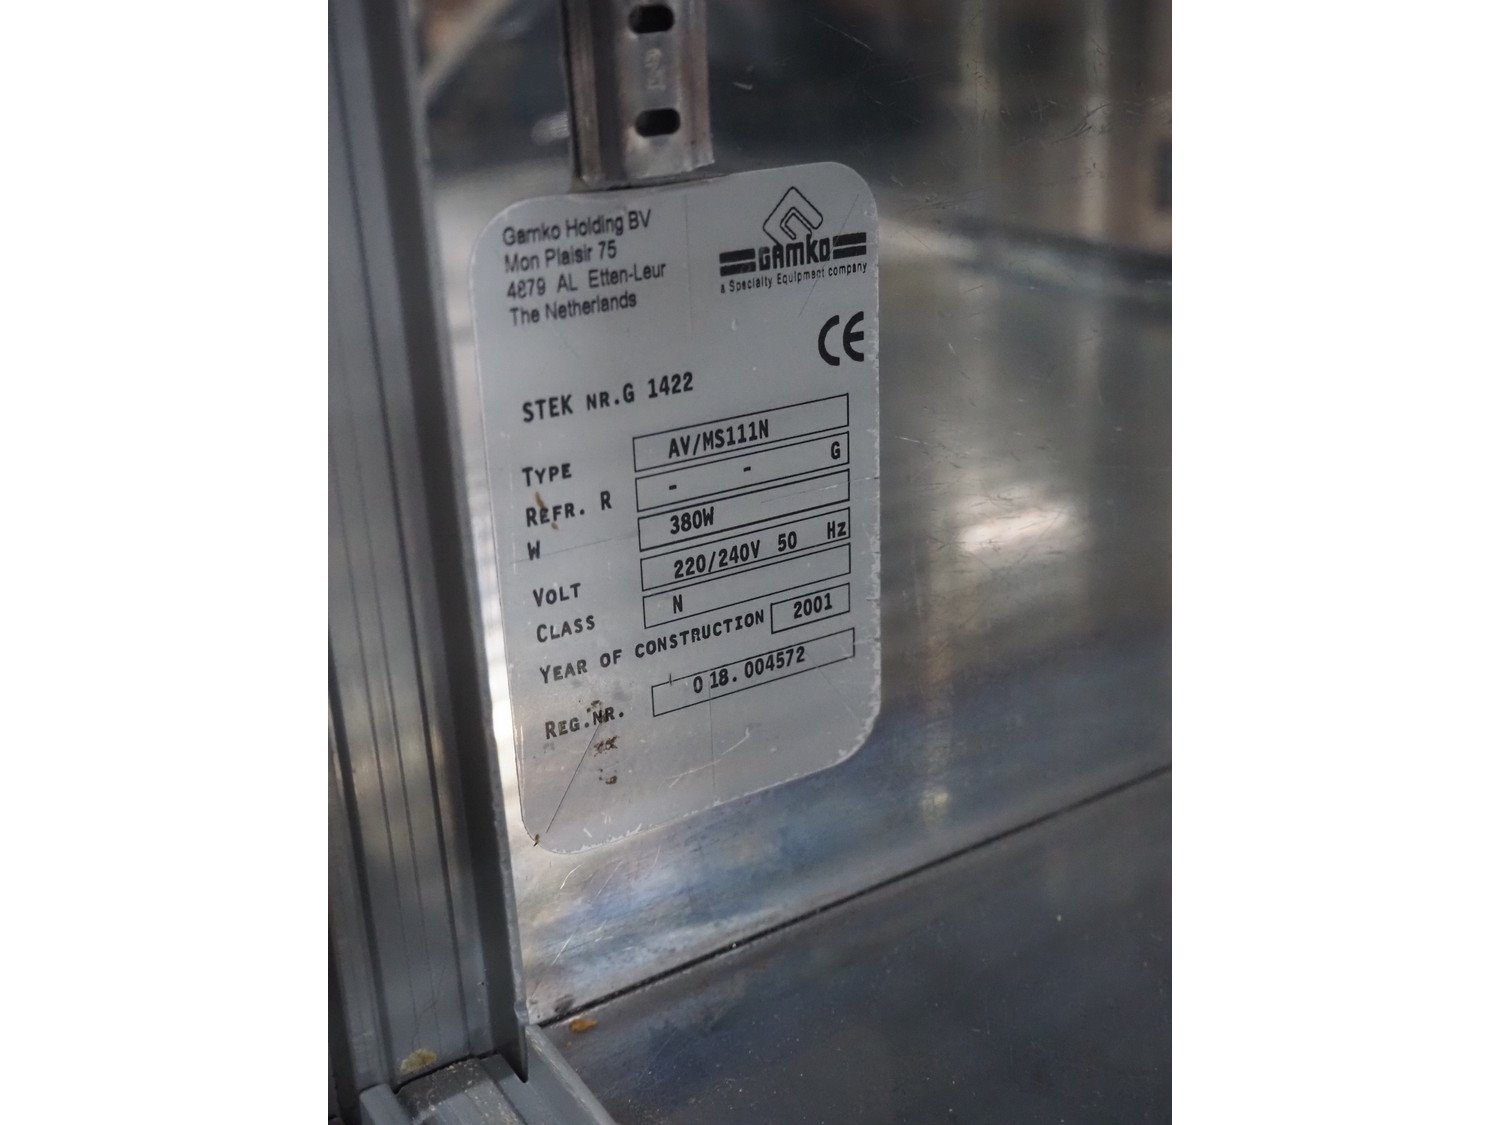 Gamko Holding BV
Mon Plaisir 75
4879 AL Etten-Leur
The Netherlands
GAMKO
a Specialty Equipment company
CE
STEK NR.G 1422
TYPE AV/MS111N
REFR. R - - G
W 380W
VOLT 220/240V 50 Hz
CLASS N
YEAR OF CONSTRUCTION 2001
REG.NR. 018.004572